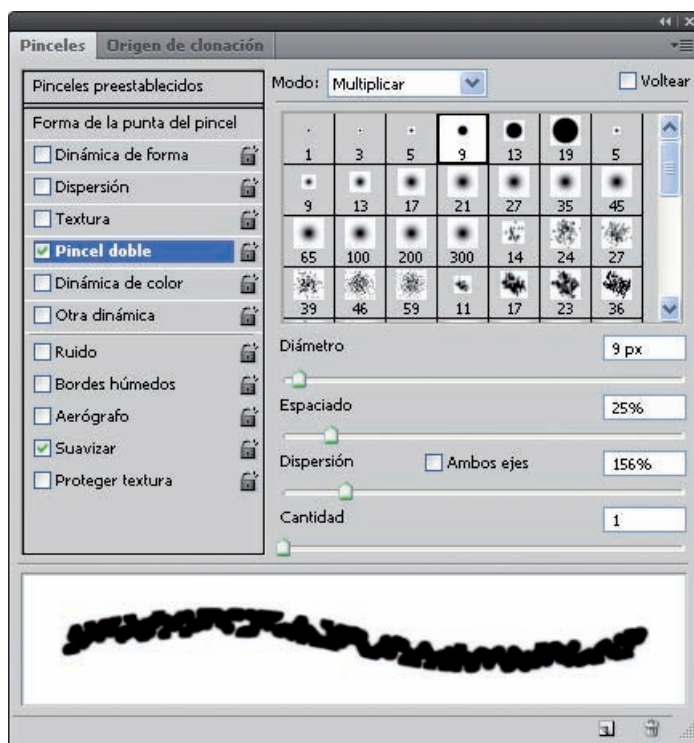 Pinceles Origen de clonación
Pinceles preestablecidos
Forma de la punta del pincel
Dinámica de forma
Dispersión
Textura
Pincel doble
Dinámica de color
Otra dinámica
Ruido
Bordes húmedos
Aerógrafo
Suavizar
Proteger textura
Modo: Multiplicar Voltear
1 3 5 9 13 19 5
9 13 17 21 27 35 45
65 100 200 300 14 24 27
39 46 59 11 17 23 36
Diámetro 9 px
Espaciado 25%
Dispersión Ambos ejes 156%
Cantidad 1